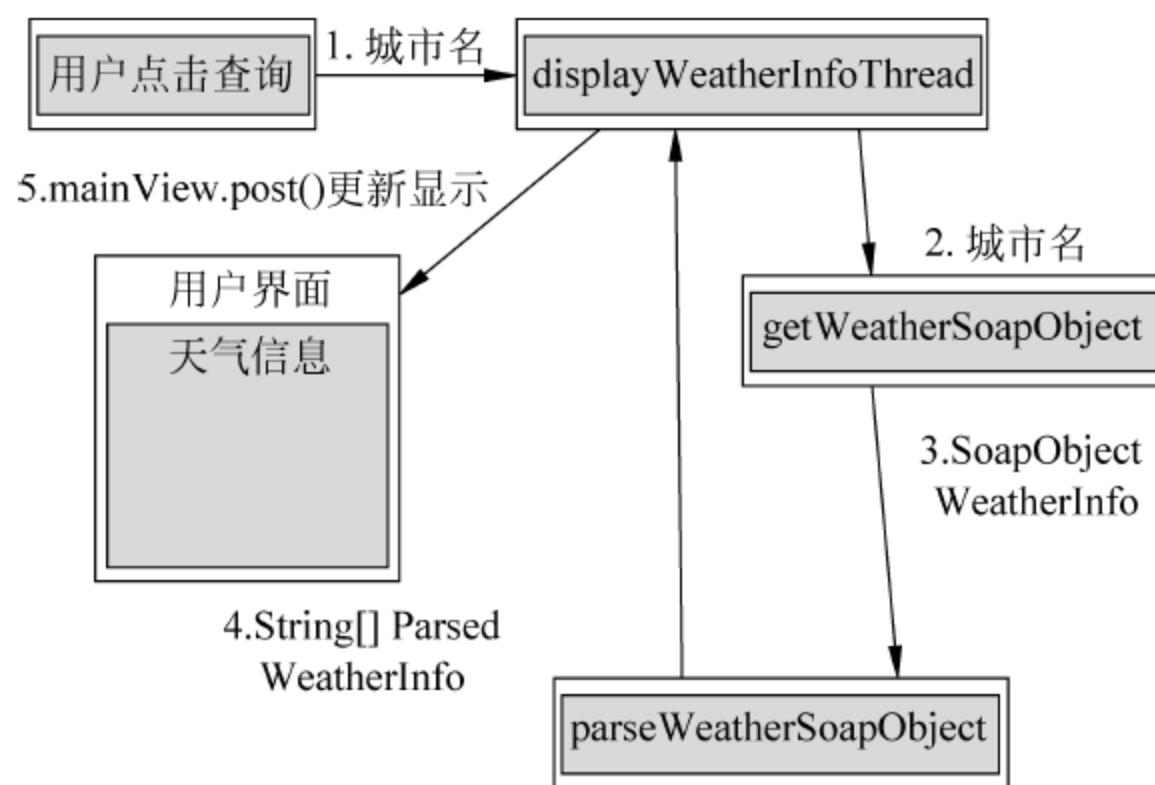 用户点击查询
1. 城市名
displayWeatherInfoThread
5.mainView.post()更新显示
2. 城市名
用户界面
天气信息
getWeatherSoapObject
3.SoapObject
WeatherInfo
4.String[] Parsed
WeatherInfo
parseWeatherSoapObject